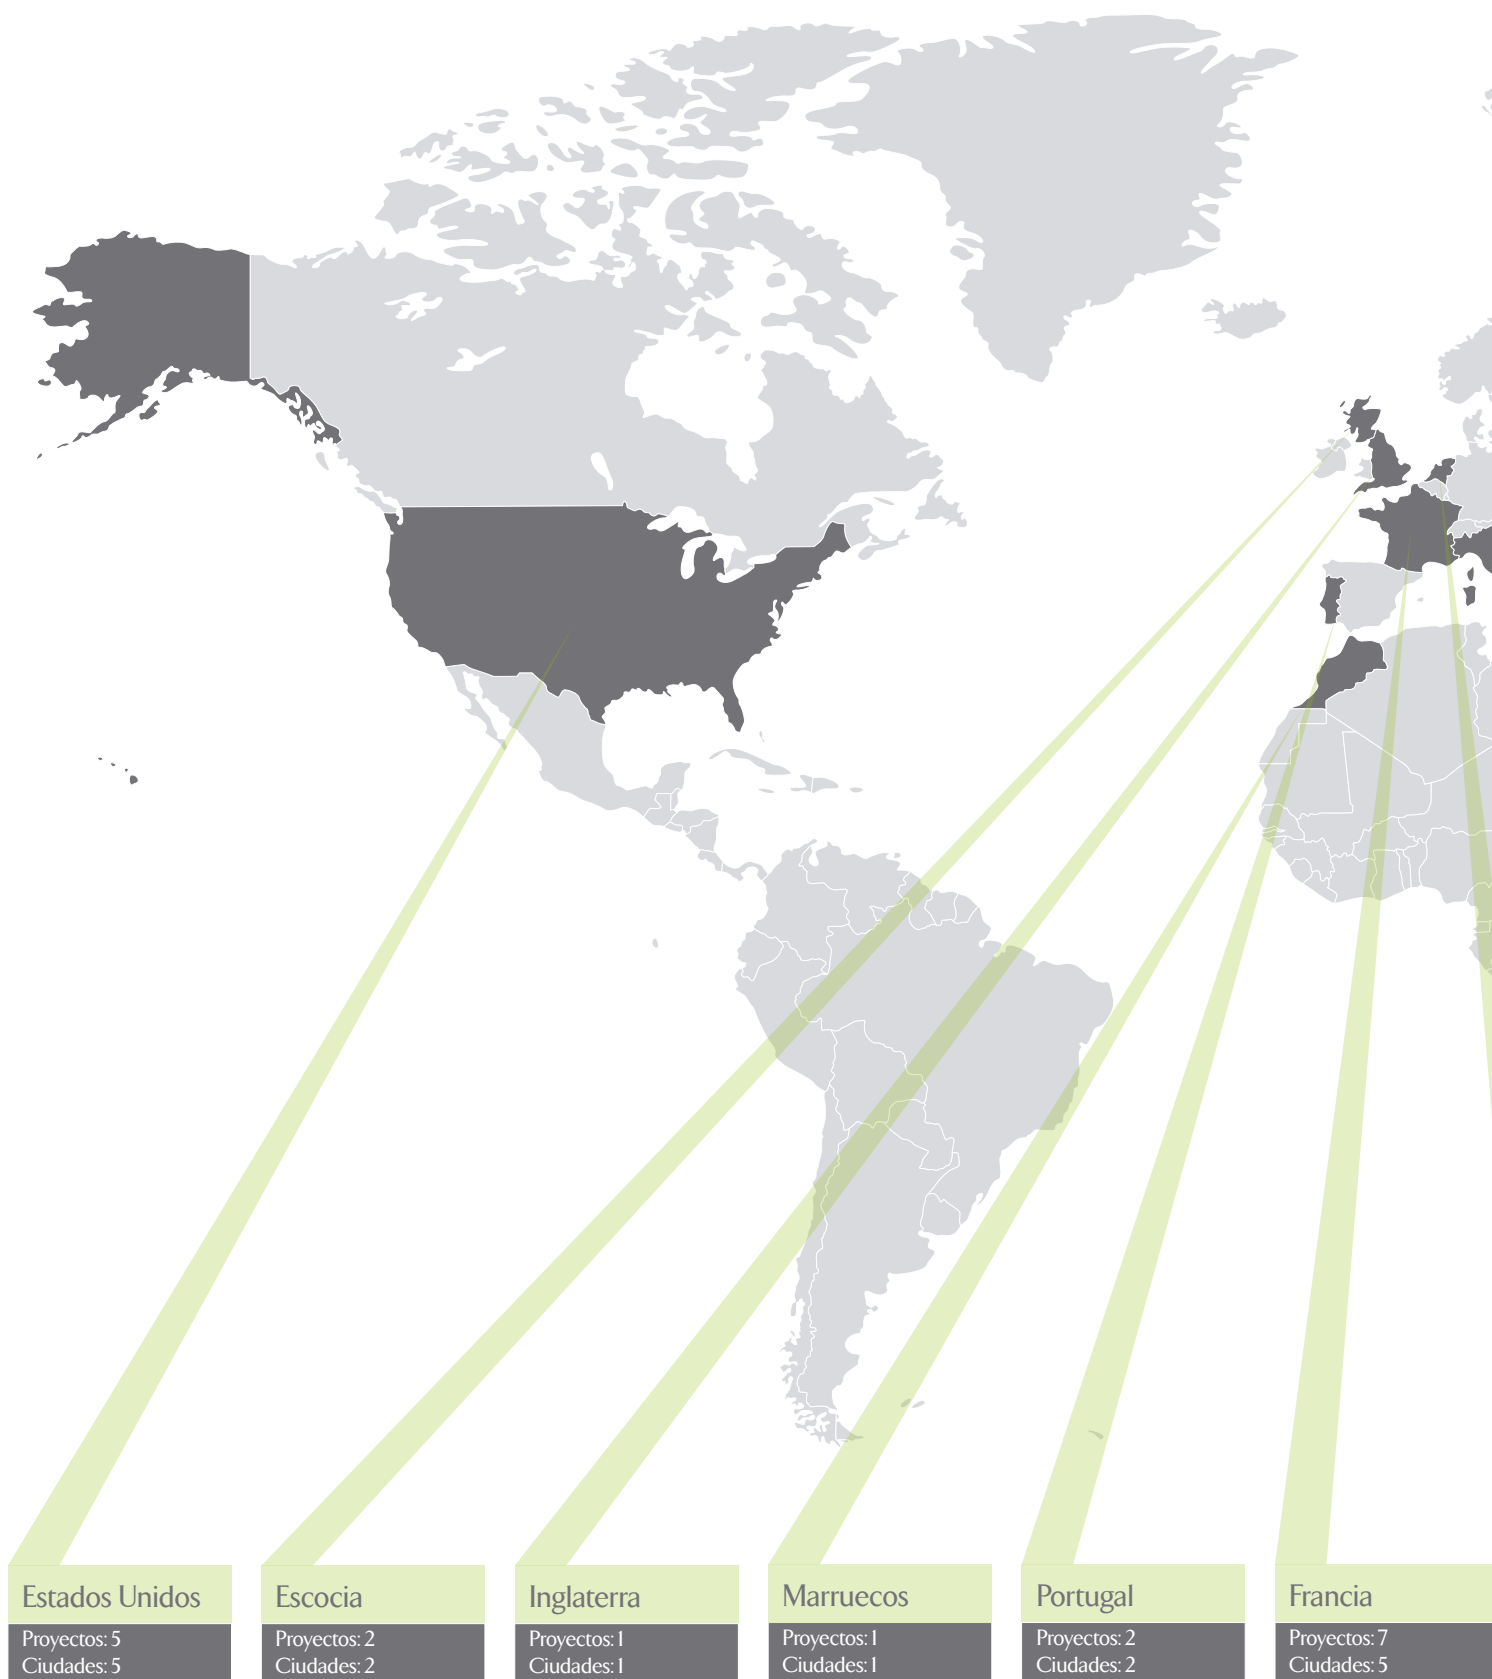 Estados Unidos
Proyectos: 5
Ciudades: 5
Escocia
Proyectos: 2
Ciudades: 2
Inglaterra
Proyectos: 1
Ciudades: 1
Marruecos
Proyectos: 1
Ciudades: 1
Portugal
Proyectos: 2
Ciudades: 2
Francia
Proyectos: 7
Ciudades: 5